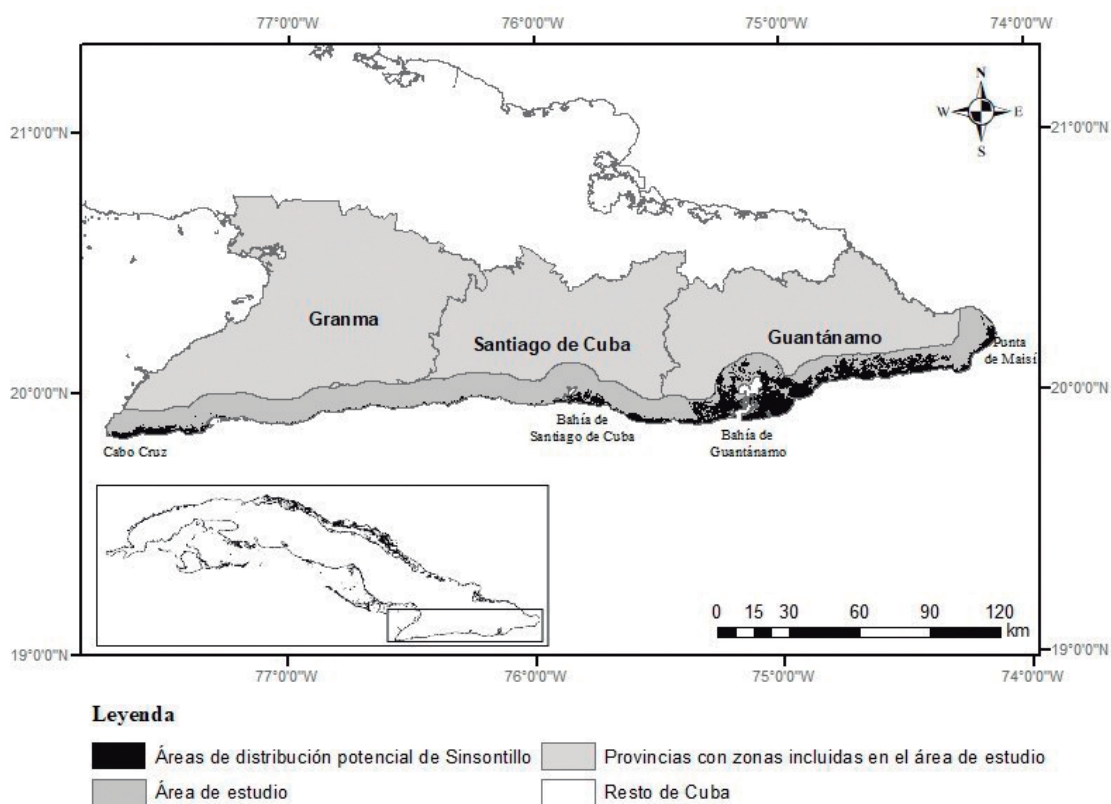 77°0'0"W 76°0'0"W 75°0'0"W 74°0'0"W
N
W E
S
21°0'0"N 21°0'0"N
Granma
Santiago de Cuba
Guantánamo
Punta
de Maisí
20°0'0"N 20°0'0"N
Cabo Cruz
Bahía de
Santiago de Cuba
Bahía de
Guantánamo
0 15 30 60 90 120
km
19°0'0"N 19°0'0"N
77°0'0"W 76°0'0"W 75°0'0"W 74°0'0"W
Leyenda
Áreas de distribución potencial de Sinsontillo
Provincias con zonas incluidas en el área de estudio
Área de estudio
Resto de Cuba